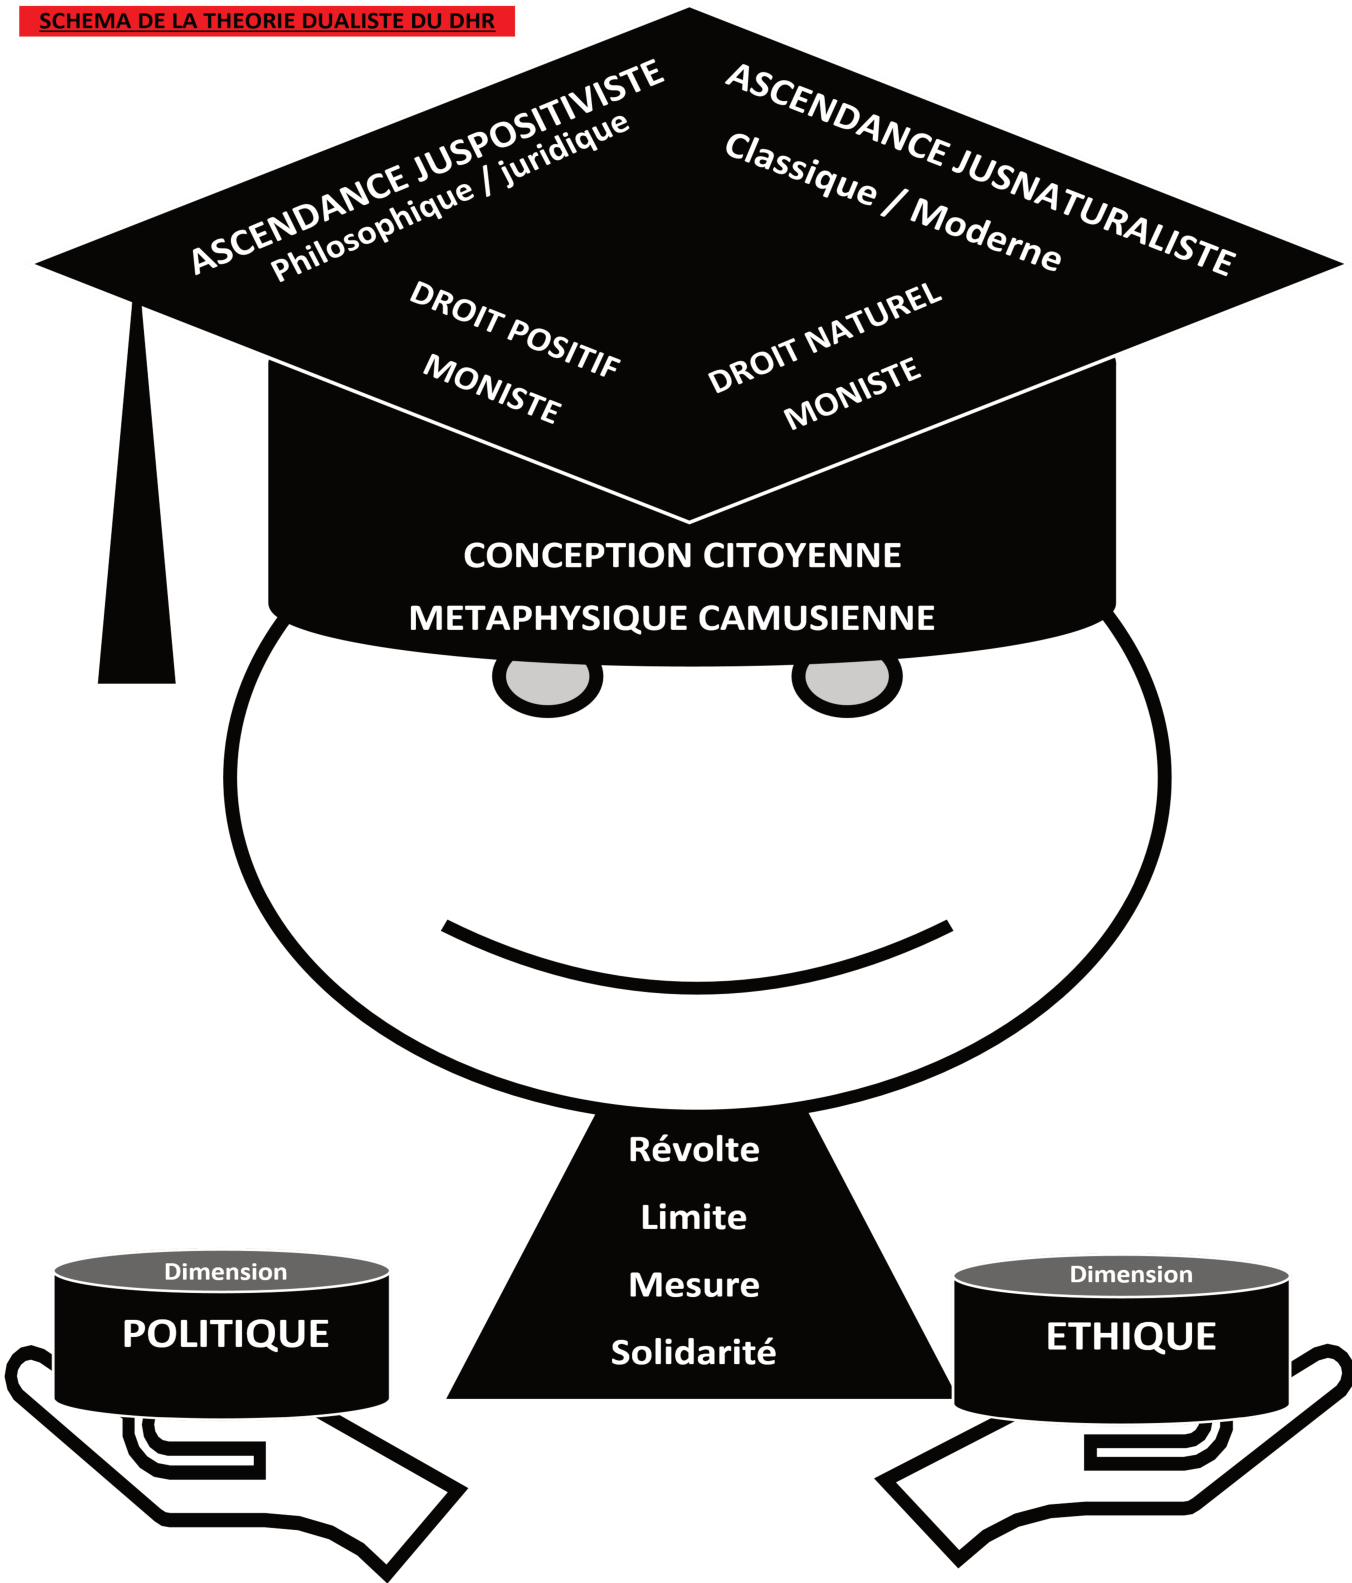 SCHEMA DE LA THEORIE DUALISTE DU DHR
ASCENDANCE JUSPOSITIVISTE
Philosophique / juridique
ASCENDANCE JUSNATURALISTE
Classique / Moderne
DROIT POSITIF
MONISTE
DROIT NATUREL
MONISTE
CONCEPTION CITOYENNE
METAPHYSIQUE CAMUSIENNE
Révolte
Limite
Mesure
Solidarité
Dimension
POLITIQUE
Dimension
ETHIQUE